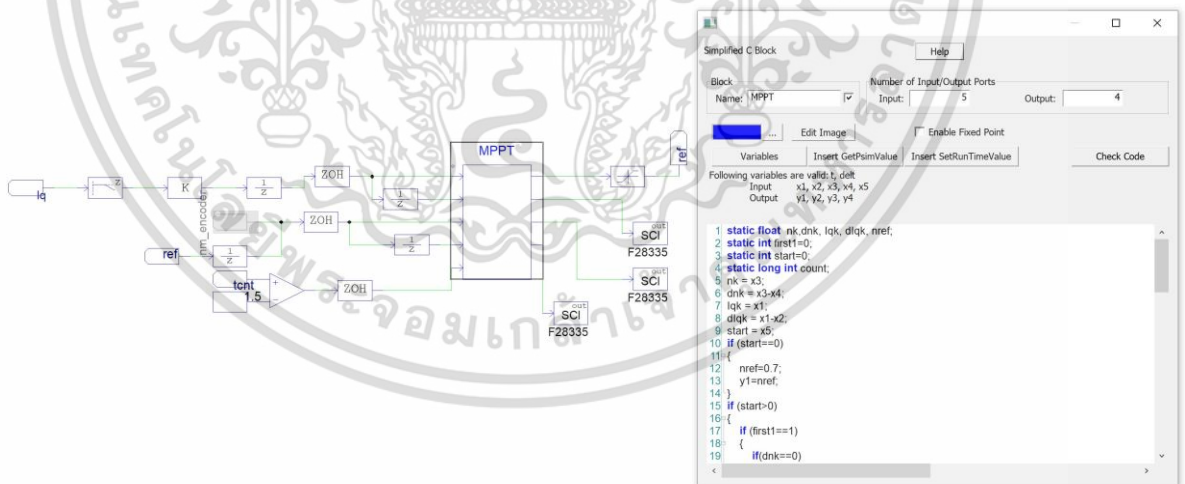 MPPT
ref
z
K
1
z
ZOH
1
z
Iq
nm_encoder
ZOH
1
z
ref
1
z
tcnt
1.5
ZOH
out
SCI
F28335
out
SCI
F28335
out
SCI
F28335
Simplified C Block
Help
Block
Name: MPPT
Number of Input/Output Ports
Input: 5
Output: 4
...
Edit Image
Enable Fixed Point
Variables
Insert GetPsimValue
Insert SetRunTimeValue
Check Code
Following variables are valid: t, delt
Input x1, x2, x3, x4, x5
Output y1, y2, y3, y4
1 static float nk,dnk, Iqk, dIqk, nref;
2 static int first1=0;
3 static int start=0;
4 static long int count;
5 nk = x3;
6 dnk = x3-x4;
7 Iqk = x1;
8 dIqk = x1-x2;
9 start = x5;
10 if (start==0)
11 {
12 nref=0.7;
13 y1=nref;
14 }
15 if (start>0)
16 {
17 if (first1==1)
18 {
19 if(dnk==0)